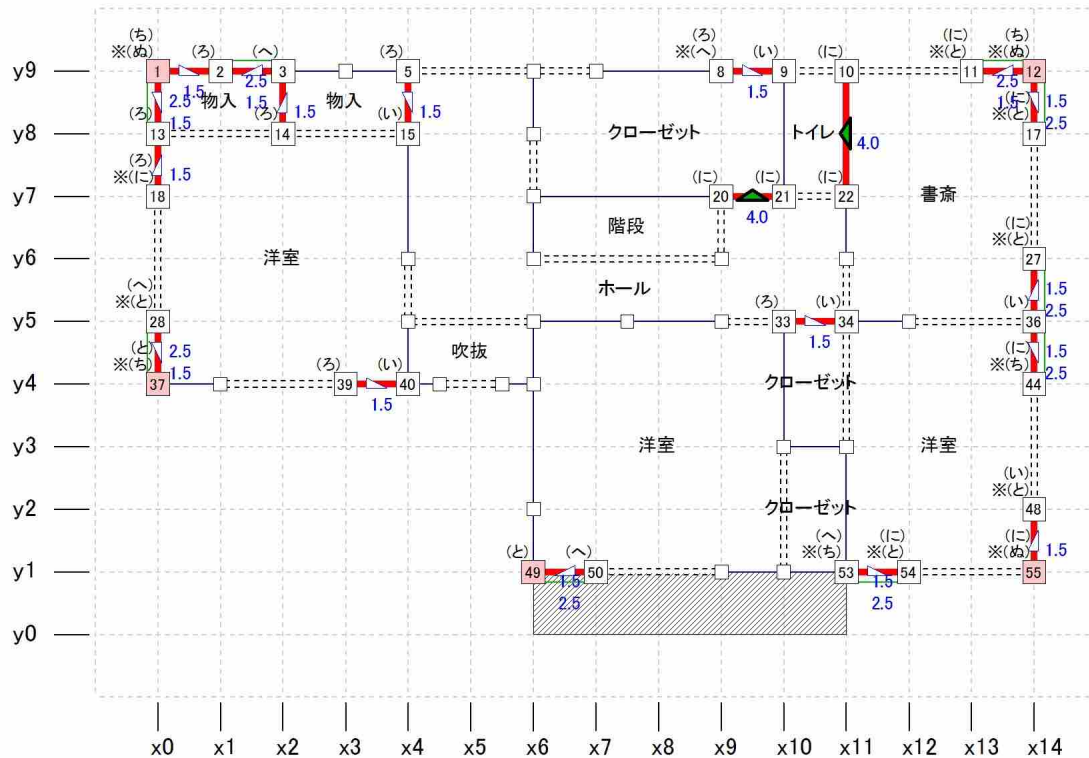 (ち) (ろ) (へ) (ろ) (ろ) (い) (に) (に) (ち)
※(ぬ) ※(へ) ※(と) ※(ぬ)
y9 1 2 3 5 8 9 10 11 12
1.5 2.5 1.5 2.5
2.5 物入 1.5 物入 1.5 1.5 1.5
1.5 2.5
(ろ) (ろ) (い) (に)
※(と)
y8 13 14 15 クローゼット トイレ 4.0 17
(ろ) 1.5
※(に) (に) (に) (に)
y7 18 20 21 22 書斎
4.0
階段
(に)
※(と)
y6 洋室 27
ホール 1.5
(へ) 2.5
※(と) (ろ) (い) (い)
y5 28 33 34 36
1.5
(と) 2.5 吹抜 (に) 1.5
※(ち) 1.5 (ろ) (い) ※(ち) 2.5
y4 37 39 40 クローゼット 44
1.5
y3 洋室 洋室
(い)
※(と)
y2 クローゼット 48
(へ) (に) (に) 1.5
(と) (へ) ※(ち) ※(と) ※(ぬ)
y1 49 50 53 54 55
1.5 1.5
2.5 2.5
y0
x0 x1 x2 x3 x4 x5 x6 x7 x8 x9 x10 x11 x12 x13 x14